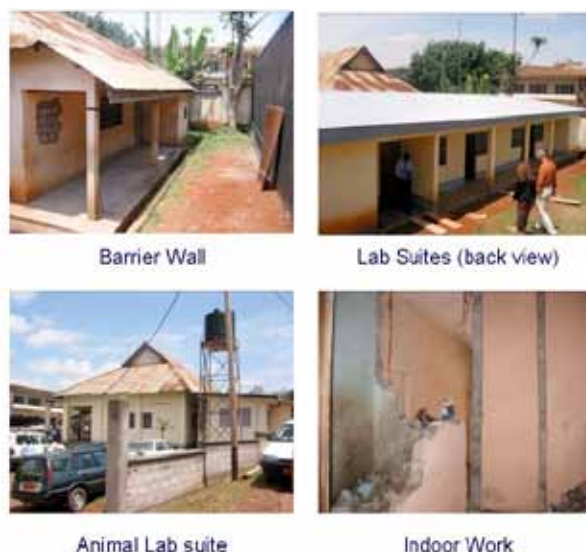 Barrier Wall
Lab Suites (back view)
Animal Lab suite
Indoor Work